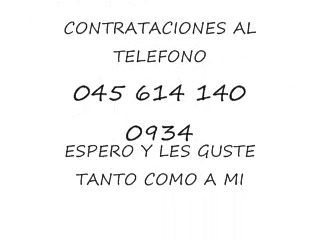 CONTRATACIONES AL
TELEFONO
045 614 140
0934
ESPERO Y LES GUSTE
TANTO COMO A MI